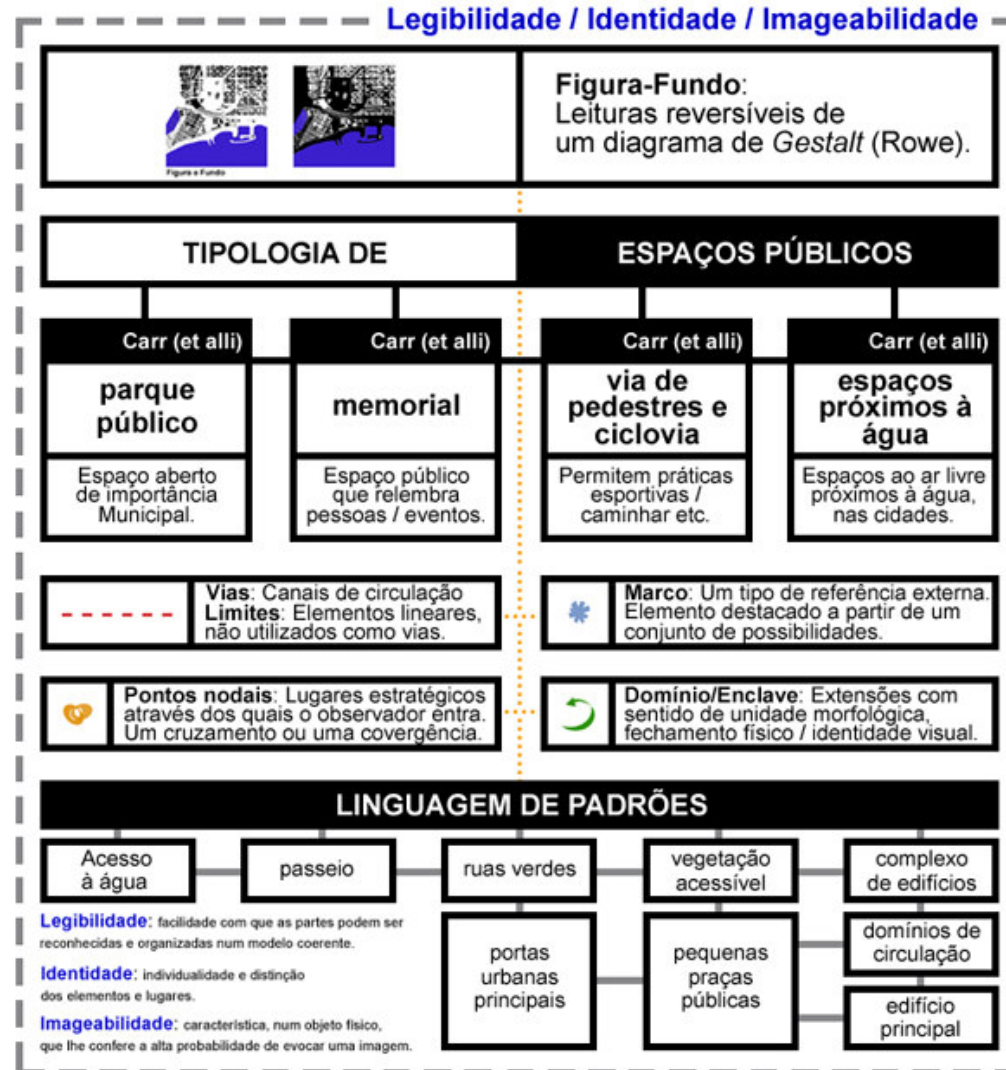 Legibilidade / Identidade / Imageabilidade
Figura e Fundo
Figura-Fundo:
Leituras reversíveis de
um diagrama de Gestalt (Rowe).
TIPOLOGIA DE ESPAÇOS PÚBLICOS
Carr (et alli)
parque
público
Espaço aberto
de importância
Municipal.
Carr (et alli)
memorial
Espaço público
que relembra
pessoas / eventos.
Carr (et alli)
via de
pedestres e
ciclovia
Permitem práticas
esportivas /
caminhar etc.
Carr (et alli)
espaços
próximos à
água
Espaços ao ar livre
próximos à água,
nas cidades.
Vias: Canais de circulação
Limites: Elementos lineares,
não utilizados como vias.
Marco: Um tipo de referência externa.
Elemento destacado a partir de um
conjunto de possibilidades.
Pontos nodais: Lugares estratégicos
através dos quais o observador entra.
Um cruzamento ou uma covergência.
Domínio/Enclave: Extensões com
sentido de unidade morfológica,
fechamento físico / identidade visual.
LINGUAGEM DE PADRÕES
Acesso
à água
passeio
ruas verdes
vegetação
acessível
complexo
de edifícios
portas
urbanas
principais
pequenas
praças
públicas
domínios de
circulação
edifício
principal
Legibilidade: facilidade com que as partes podem ser
reconhecidas e organizadas num modelo coerente.
Identidade: individualidade e distinção
dos elementos e lugares.
Imageabilidade: característica, num objeto físico,
que lhe confere a alta probabilidade de evocar uma imagem.